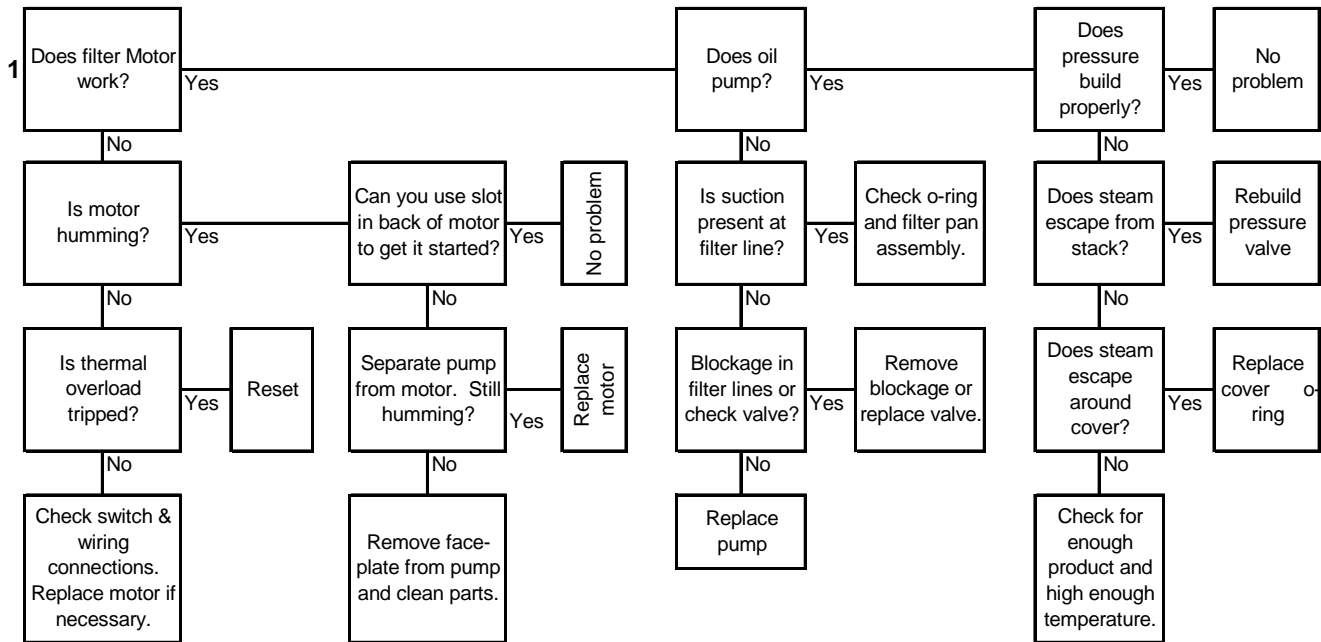 1
Does filter Motor
work?
Yes
No
Does oil
pump?
Yes
No
Does
pressure
build
properly?
Yes
No
No
problem
Is motor
humming?
Yes
No
Can you use slot
in back of motor
to get it started?
Yes
No
No problem
Is suction
present at
filter line?
Yes
No
Check o-ring
and filter pan
assembly.
Does steam
escape from
stack?
Yes
No
Rebuild
pressure
valve
Is thermal
overload
tripped?
Yes
No
Reset
Separate pump
from motor. Still
humming?
Yes
No
Replace
motor
Blockage in
filter lines or
check valve?
Yes
No
Remove
blockage or
replace valve.
Does steam
escape
around
cover?
Yes
No
Replace
cover o-
ring
Check switch &
wiring
connections.
Replace motor if
necessary.
Remove face-
plate from pump
and clean parts.
Replace
pump
Check for
enough
product and
high enough
temperature.